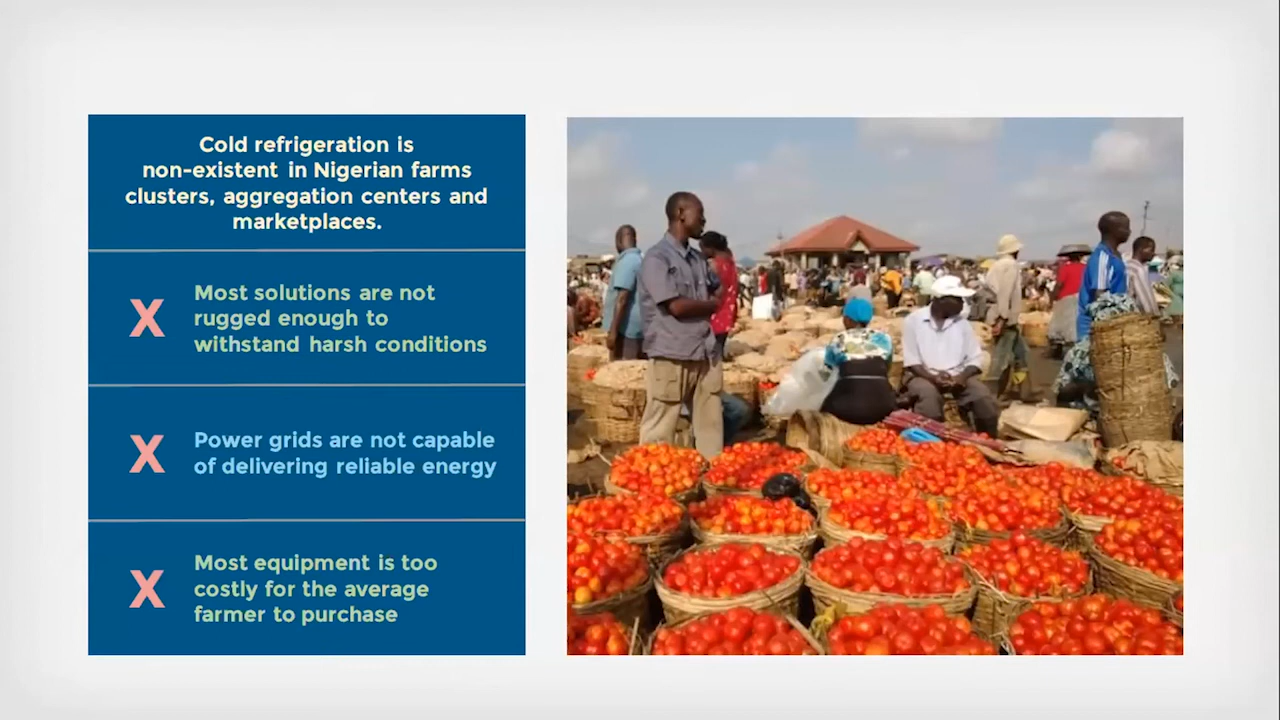 Cold refrigeration is
non-existent in Nigerian farms
clusters, aggregation centers and
marketplaces.
X
Most solutions are not
rugged enough to
withstand harsh conditions
X
Power grids are not capable
of delivering reliable energy
X
Most equipment is too
costly for the average
farmer to purchase